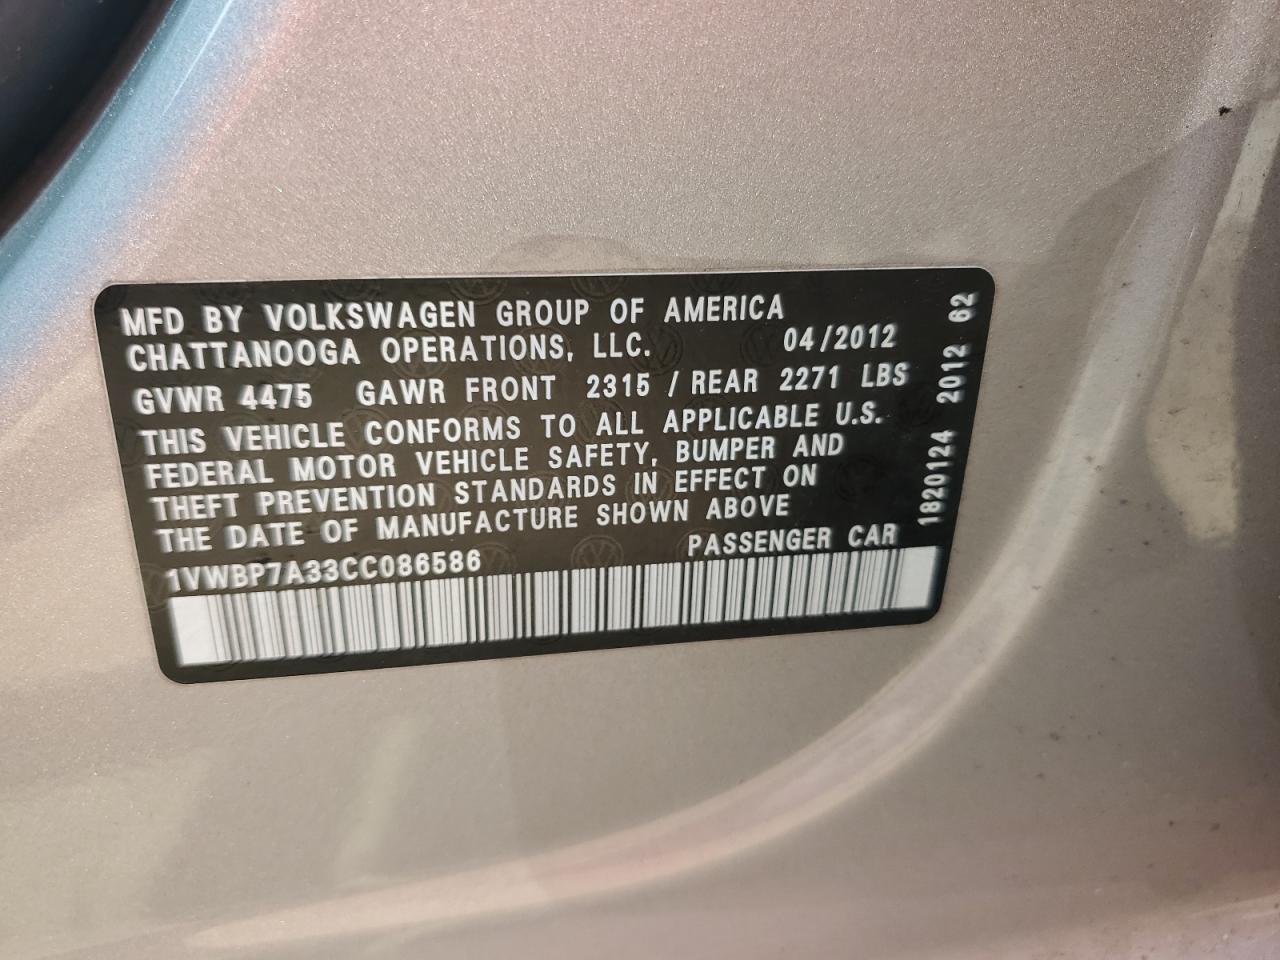 MFD BY VOLKSWAGEN GROUP OF AMERICA
CHATTANOOGA OPERATIONS, LLC. 04/2012
GVWR 4475 GAWR FRONT 2315 / REAR 2271 LBS
THIS VEHICLE CONFORMS TO ALL APPLICABLE U.S.
FEDERAL MOTOR VEHICLE SAFETY, BUMPER AND
THEFT PREVENTION STANDARDS IN EFFECT ON
THE DATE OF MANUFACTURE SHOWN ABOVE
1VWBP7A33CC086586 PASSENGER CAR
1820124 2012 62